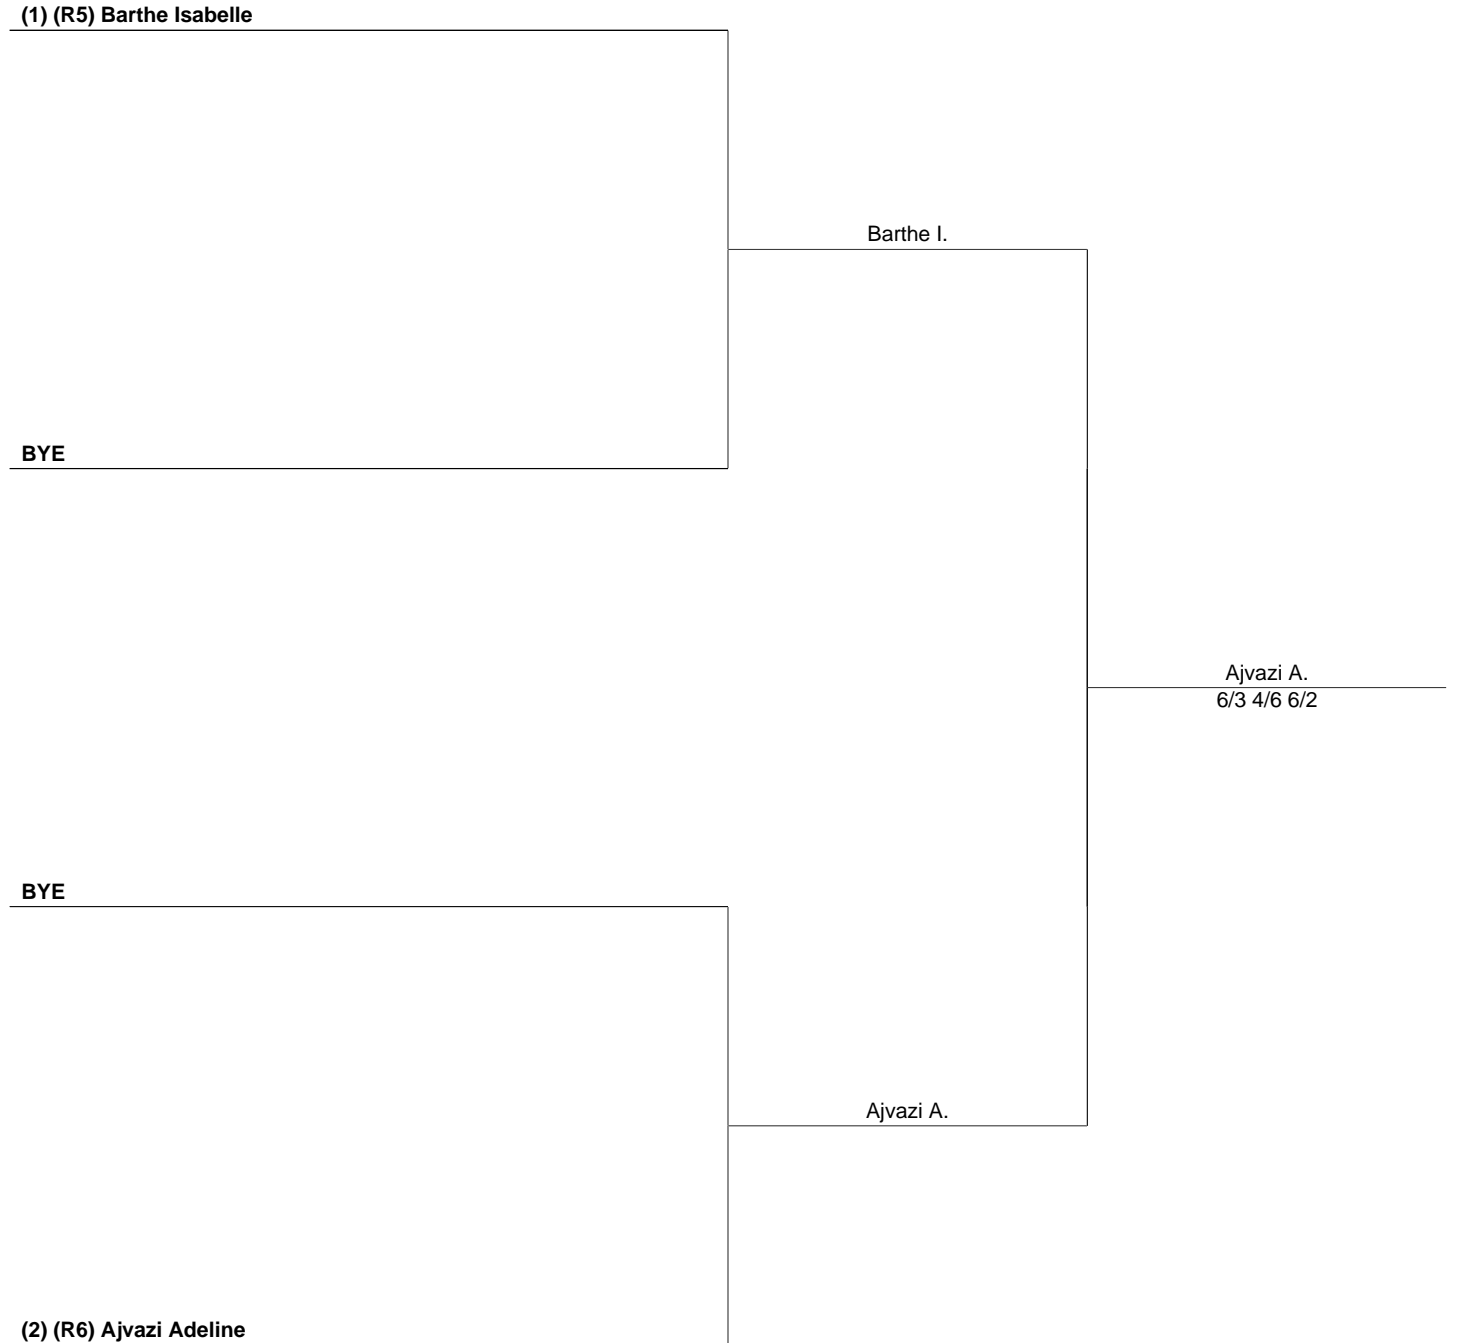 (1) (R5) Barthe Isabelle
Barthe I.
BYE
Ajvazi A.
6/3 4/6 6/2
BYE
Ajvazi A.
(2) (R6) Ajvazi Adeline